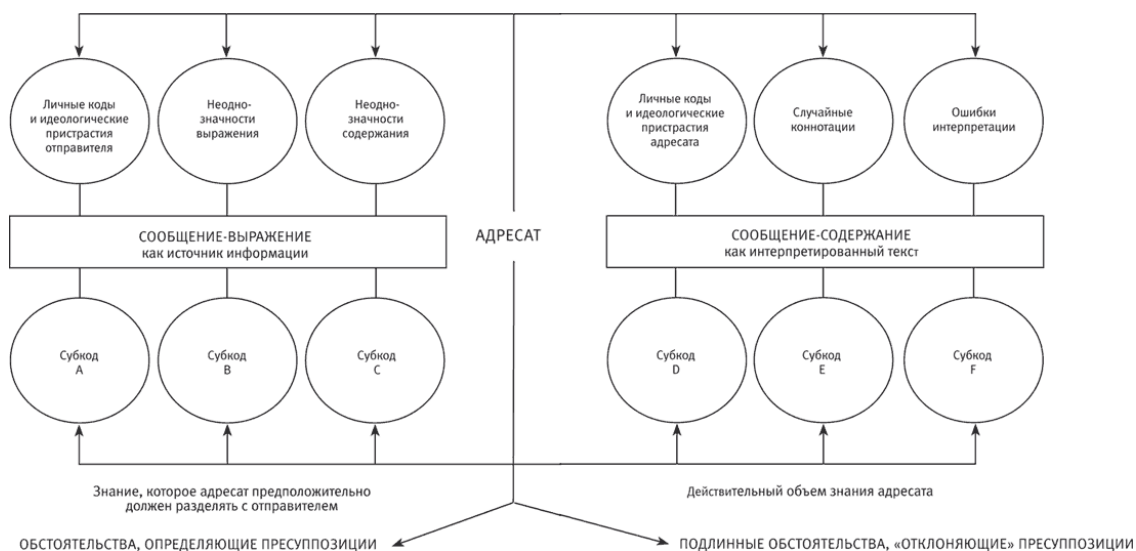 Личные коды
и идеологические
пристрастия
отправителя
Неодно-
значности
выражения
Неодно-
значности
содержания
Личные коды
и идеологические
пристрастия
адресата
Случайные
коннотации
Ошибки
интерпретации
СООБЩЕНИЕ-ВЫРАЖЕНИЕ
как источник информации
АДРЕСАТ
СООБЩЕНИЕ-СОДЕРЖАНИЕ
как интерпретированный текст
Субкод
A
Субкод
B
Субкод
C
Субкод
D
Субкод
E
Субкод
F
Знание, которое адресат предположительно
должен разделять с отправителем
Действительный объем знания адресата
ОБСТОЯТЕЛЬСТВА, ОПРЕДЕЛЯЮЩИЕ ПРЕСУППОЗИЦИИ
ПОДЛИННЫЕ ОБСТОЯТЕЛЬСТВА, «ОТКЛОНЯЮЩИЕ» ПРЕСУППОЗИЦИИ